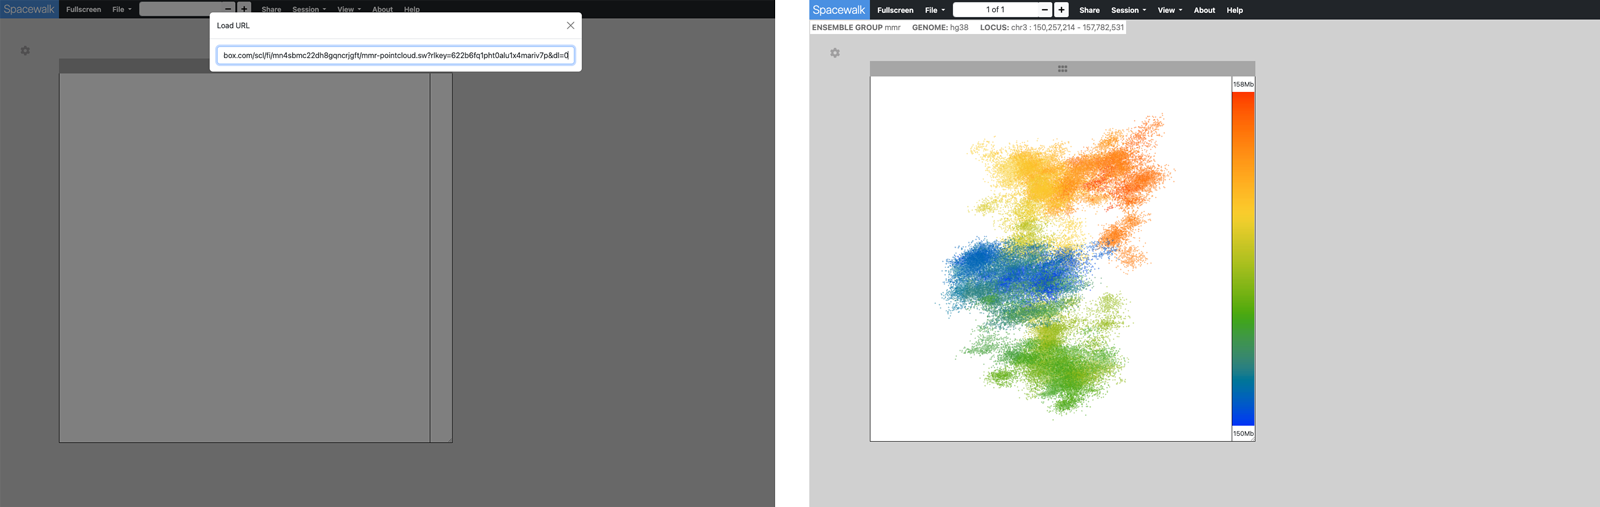 Spacewalk Fullscreen File − + Share Session View About Help
Load URL
box.com/scl/fi/mn4sbmc22dh8gqncrjgft/mmr-pointcloud.sw?rlkey=622b6fq1pht0alu1x4mariv7p&dl=0
Spacewalk Fullscreen File 1 of 1 − + Share Session View About Help
ENSEMBLE GROUP mmr GENOME: hg38 LOCUS: chr3 : 150,257,214 - 157,782,531
158Mb
150Mb